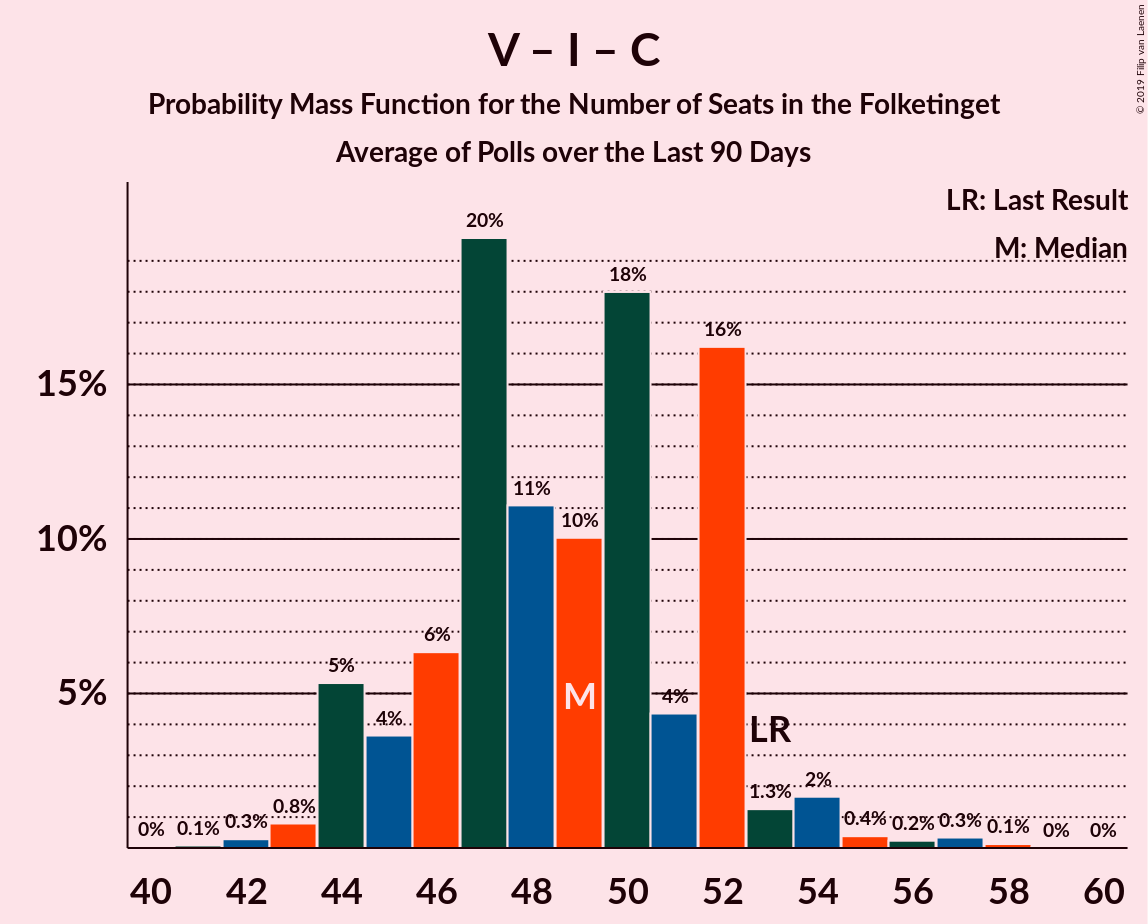 V – I – C
Probability Mass Function for the Number of Seats in the Folketinget
Average of Polls over the Last 90 Days
© 2019 Filip van Laenen
LR: Last Result
M: Median
20%
18%
16%
15%
11%
10%
10%
6%
5%
5%
4%
4%
M
LR
2%
1.3%
0.8%
0.4%
0.3%
0.3%
0.2%
0.1%
0.1%
0%
0%
0%
40 42 44 46 48 50 52 54 56 58 60